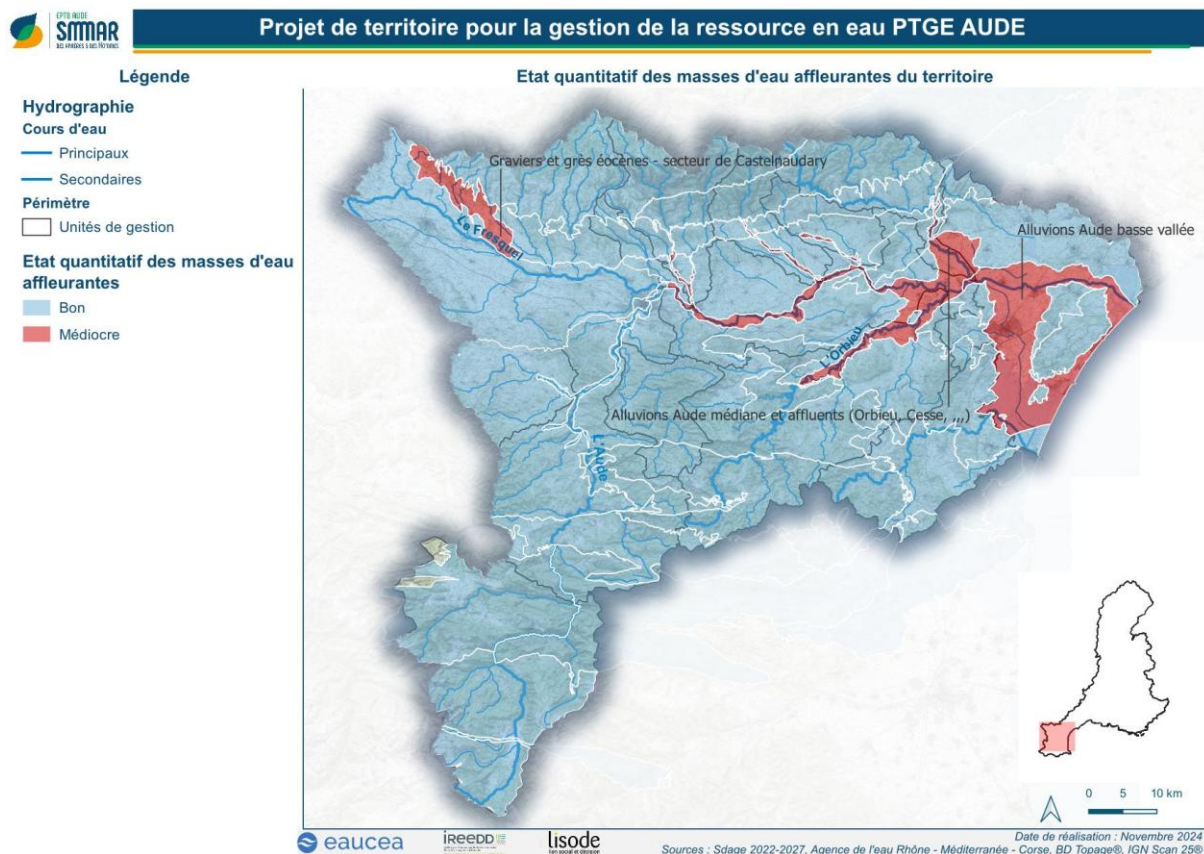 EPTB AUDE
SMMAR
Projet de territoire pour la gestion de la ressource en eau PTGE AUDE
Légende
Hydrographie
Cours d'eau
Principaux
Secondaires
Périmètre
Unités de gestion
Etat quantitatif des masses d'eau
affleurantes
Bon
Médiocre
Etat quantitatif des masses d'eau affleurantes du territoire
Graviers et grès éocènes - secteur de Castelnaudary
Le Fresquel
Alluvions Aude basse vallée
L'Orbieu
Alluvions Aude médiane et affluents (Orbieu, Cesse, ,,,)
L'Aude
0 5 10 km
eaucea
iREEDD
lisode
lien social et décision
Date de réalisation : Novembre 2024
Sources : Sdage 2022-2027, Agence de l'eau Rhône - Méditerranée - Corse, BD Topage®, IGN Scan 25®